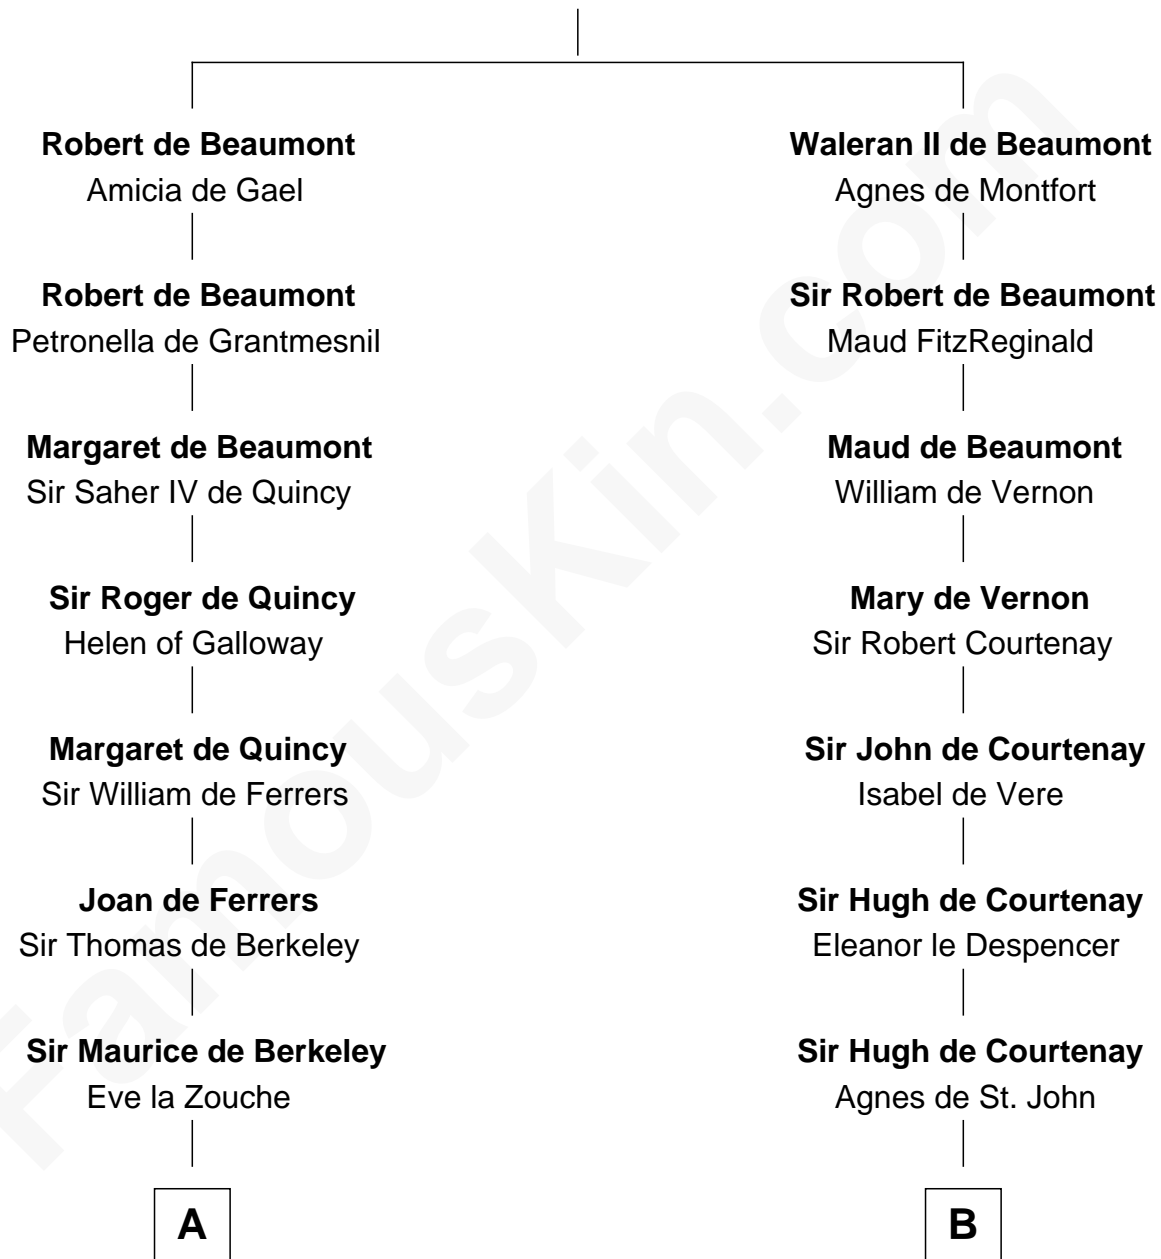 Robert de Beaumont
Amicia de Gael
Robert de Beaumont
Petronella de Grantmesnil
Margaret de Beaumont
Sir Saher IV de Quincy
Sir Roger de Quincy
Helen of Galloway
Margaret de Quincy
Sir William de Ferrers
Joan de Ferrers
Sir Thomas de Berkeley
Sir Maurice de Berkeley
Eve la Zouche
A
Waleran II de Beaumont
Agnes de Montfort
Sir Robert de Beaumont
Maud FitzReginald
Maud de Beaumont
William de Vernon
Mary de Vernon
Sir Robert Courtenay
Sir John de Courtenay
Isabel de Vere
Sir Hugh de Courtenay
Eleanor le Despencer
Sir Hugh de Courtenay
Agnes de St. John
B
FamousKin.com